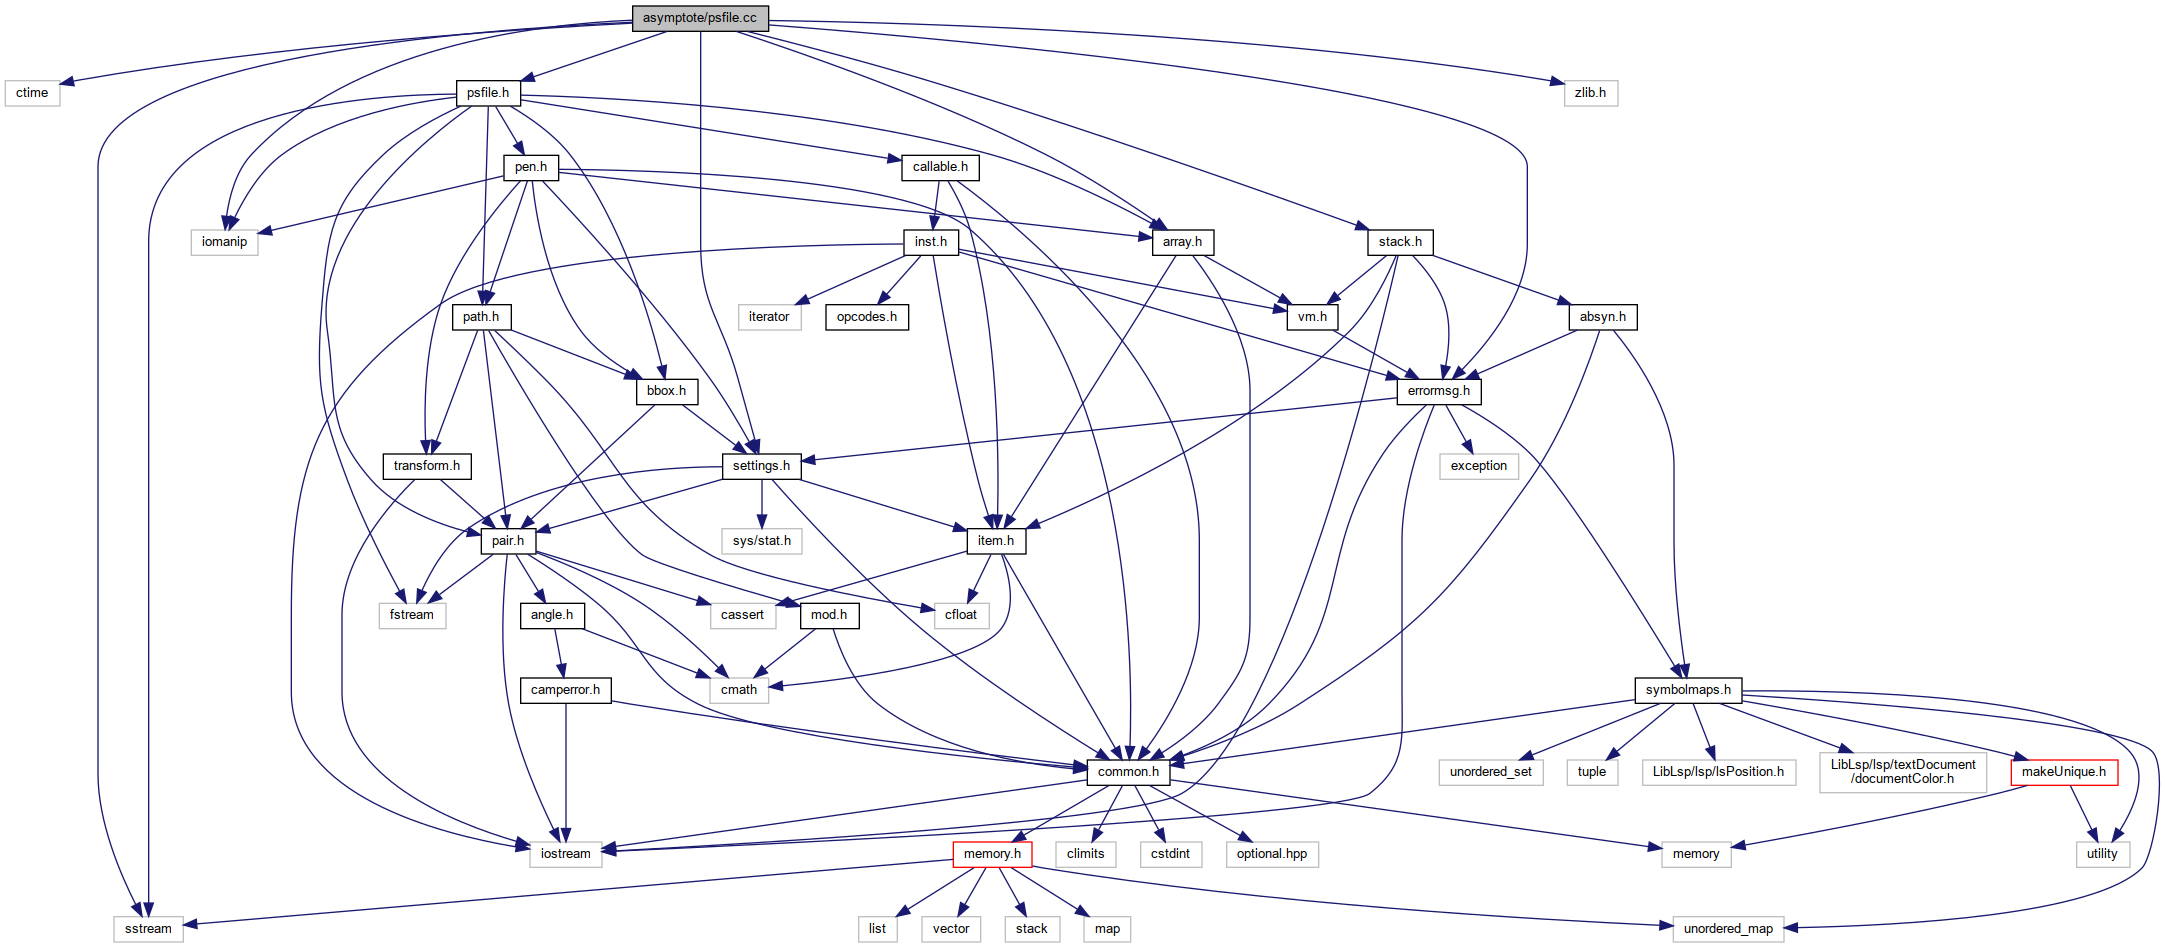 asymptote/psfile.cc
ctime
psfile.h
zlib.h
pen.h
callable.h
iomanip
inst.h
array.h
stack.h
path.h
iterator
opcodes.h
vm.h
absyn.h
bbox.h
errormsg.h
transform.h
settings.h
exception
pair.h
sys/stat.h
item.h
fstream
angle.h
cassert
mod.h
cfloat
camperror.h
cmath
symbolmaps.h
common.h
unordered_set
tuple
LibLsp/lsp/lsPosition.h
LibLsp/lsp/textDocument
/documentColor.h
makeUnique.h
iostream
memory.h
climits
cstdint
optional.hpp
memory
utility
sstream
list
vector
stack
map
unordered_map